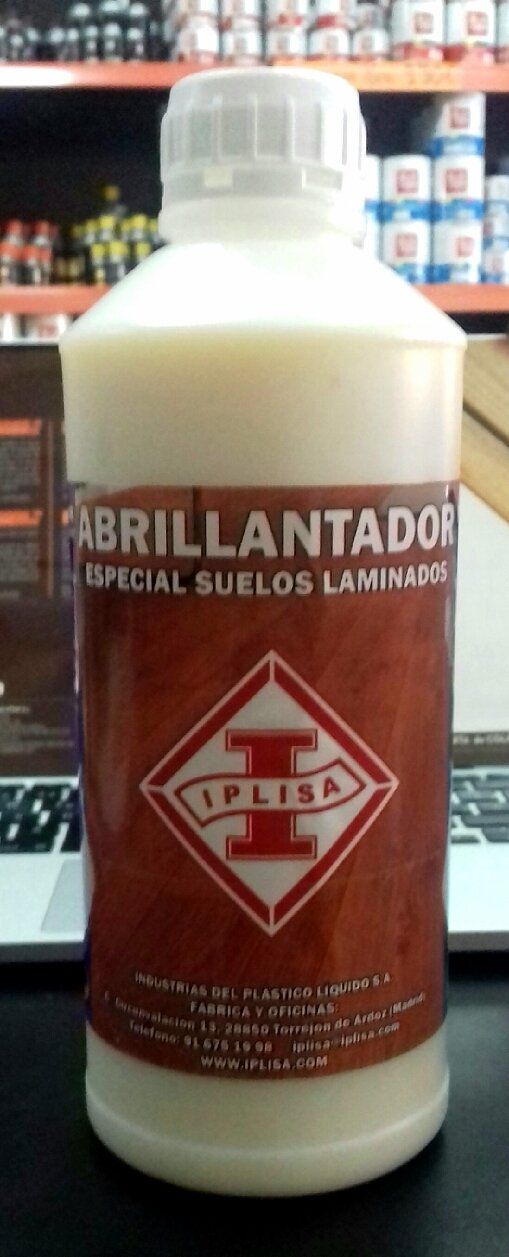 ABRILLANTADOR
ESPECIAL SUELOS LAMINADOS
I
IPLISA
INDUSTRIAS DEL PLASTICO LIQUIDO S.A.
FABRICA Y OFICINAS:
C. Circunvalacion 13, 28850 Torrejon de Ardoz (Madrid)
Telefono: 91 675 19 98 iplisa@iplisa.com
WWW.IPLISA.COM